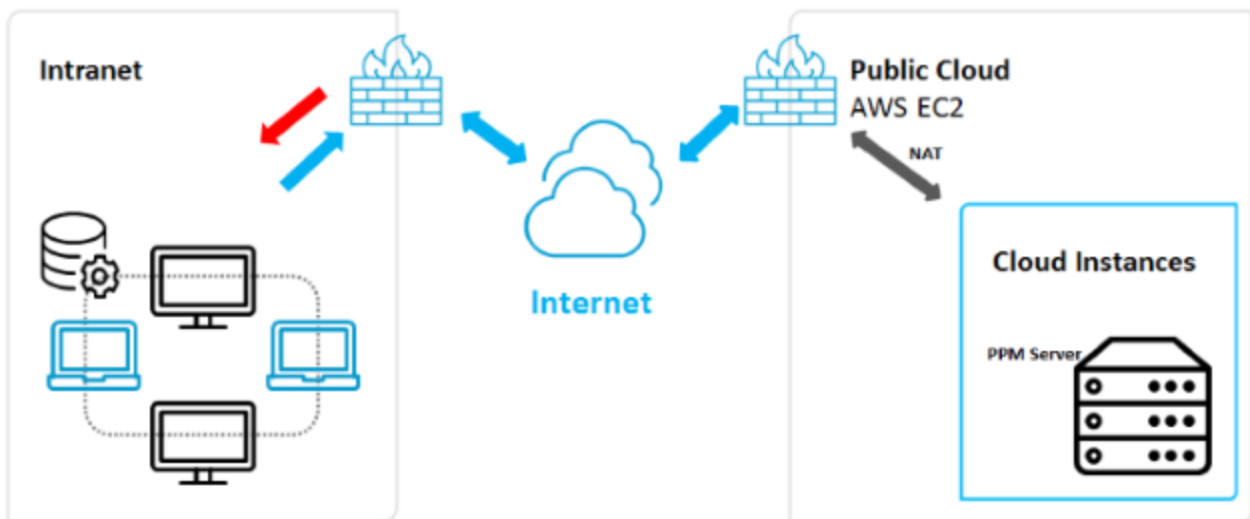 Intranet
Public Cloud
AWS EC2
NAT
Internet
Cloud Instances
PPM Server